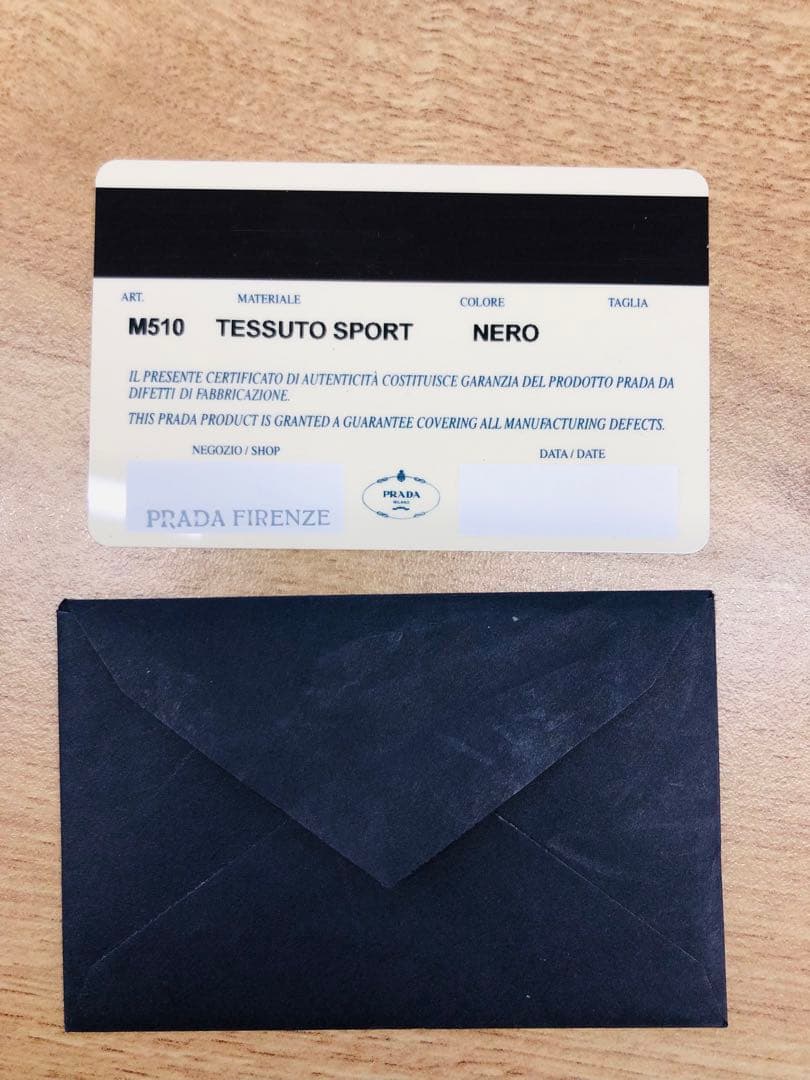 ART. MATERIALE COLORE TAGLIA
M510 TESSUTO SPORT NERO
IL PRESENTE CERTIFICATO DI AUTENTICITÀ COSTITUISCE GARANZIA DEL PRODOTTO PRADA DA
DIFETTI DI FABBRICAZIONE.
THIS PRADA PRODUCT IS GRANTED A GUARANTEE COVERING ALL MANUFACTURING DEFECTS.
NEGOZIO / SHOP DATA / DATE
PRADA
MILANO
PRADA FIRENZE